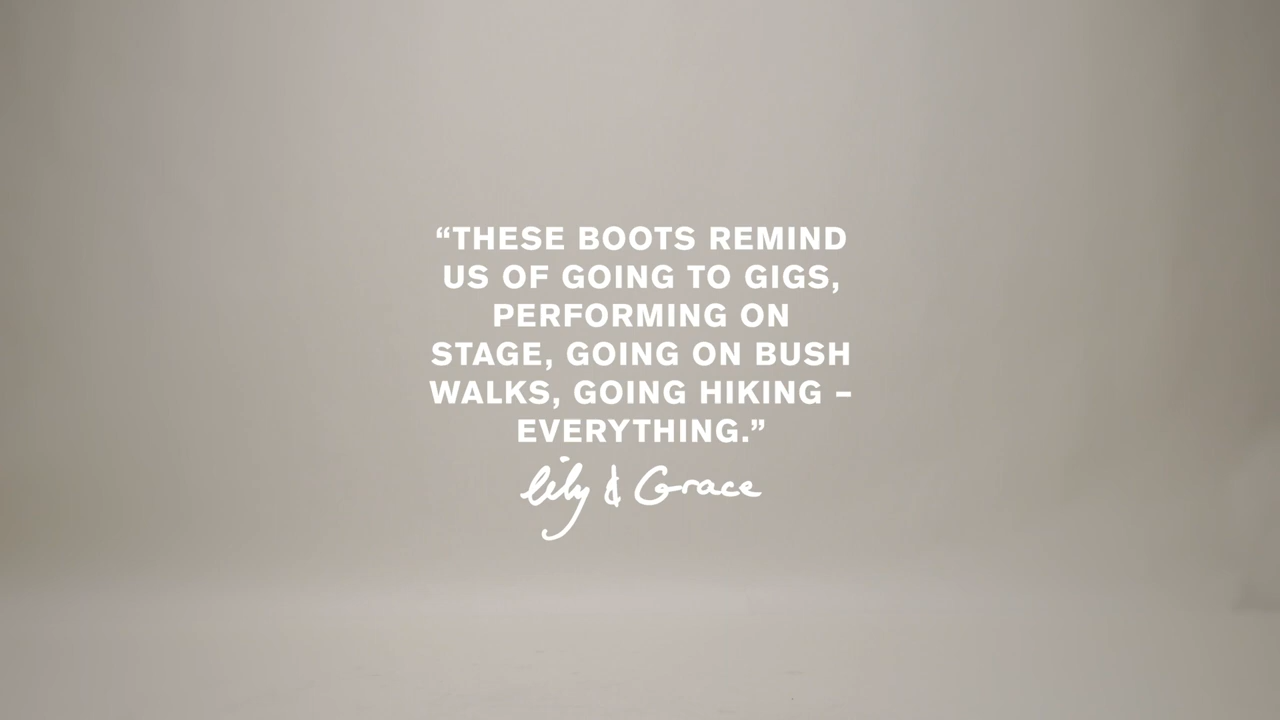 “THESE BOOTS REMIND
US OF GOING TO GIGS,
PERFORMING ON
STAGE, GOING ON BUSH
WALKS, GOING HIKING –
EVERYTHING.”
lily & Grace